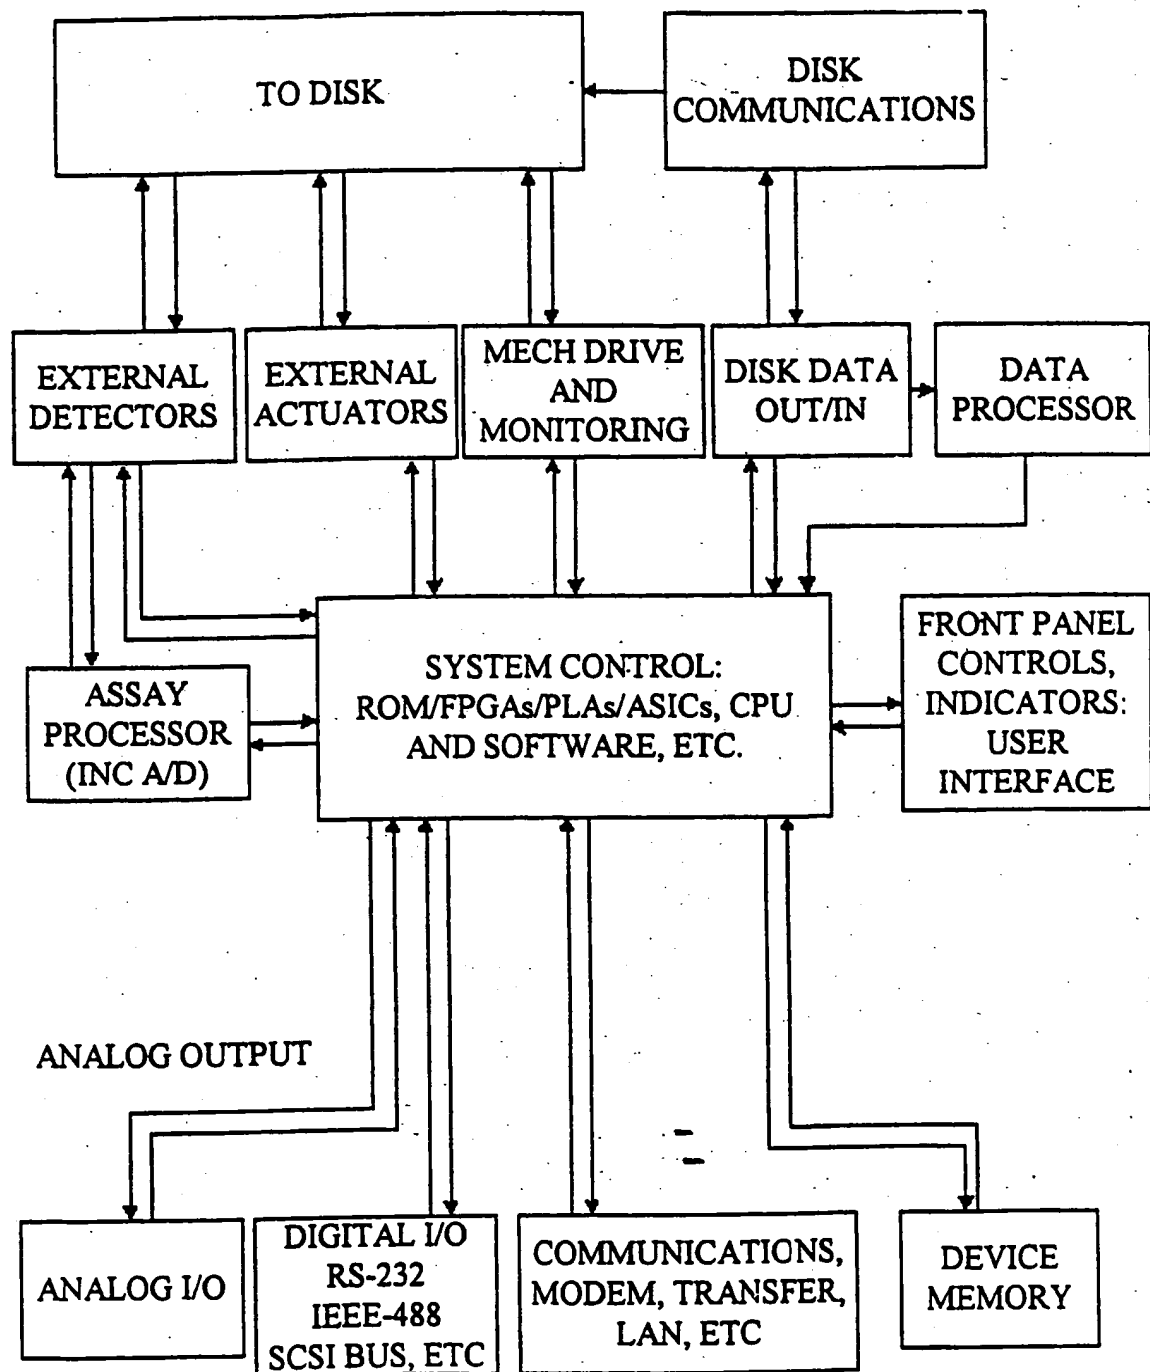 TO DISK
DISK
COMMUNICATIONS
EXTERNAL
DETECTORS
EXTERNAL
ACTUATORS
MECH DRIVE
AND
MONITORING
DISK DATA
OUT/IN
DATA
PROCESSOR
ASSAY
PROCESSOR
(INC A/D)
SYSTEM CONTROL:
ROM/FPGAs/PLAs/ASICs, CPU
AND SOFTWARE, ETC.
FRONT PANEL
CONTROLS,
INDICATORS:
USER
INTERFACE
ANALOG OUTPUT
ANALOG I/O
DIGITAL I/O
RS-232
IEEE-488
SCSI BUS, ETC
COMMUNICATIONS,
MODEM, TRANSFER,
LAN, ETC
DEVICE
MEMORY